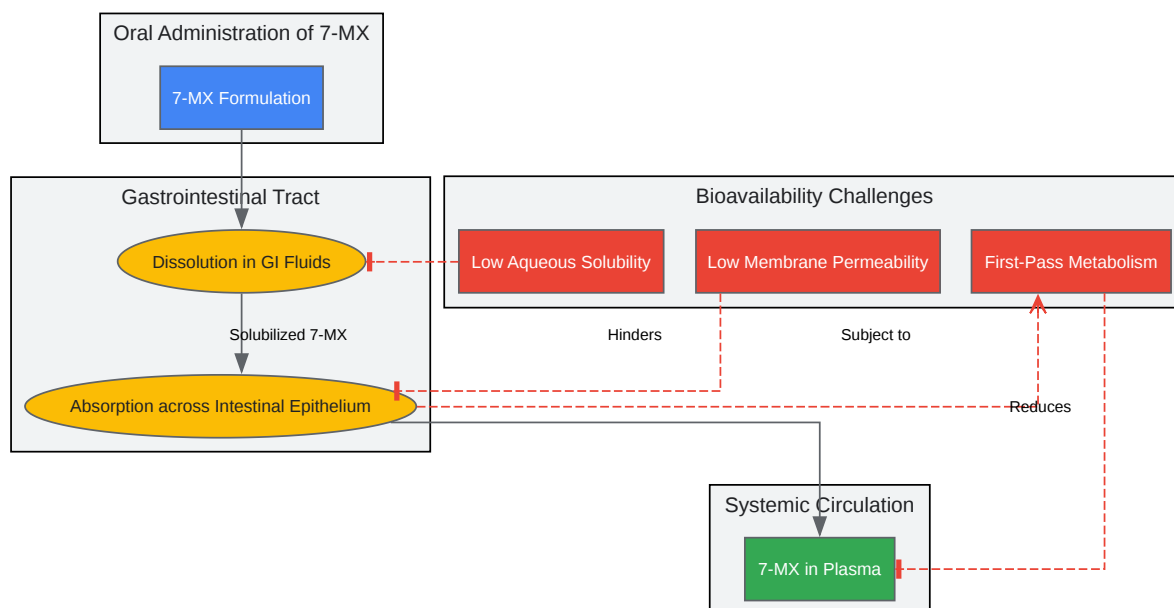 Oral Administration of 7-MX
7-MX Formulation
Gastrointestinal Tract
Bioavailability Challenges
Dissolution in GI Fluids
Low Aqueous Solubility
Low Membrane Permeability
First-Pass Metabolism
Solubilized 7-MX
Hinders
Subject to
Absorption across Intestinal Epithelium
Reduces
Systemic Circulation
7-MX in Plasma